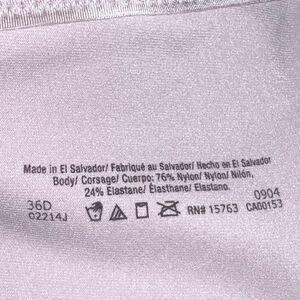 Made in El Salvador/ Fabriqué au Salvador/ Hecho en El Salvador
Body/ Corsage/ Cuerpo: 76% Nylon/ Nylon/ Nilón,
24% Elastane/ Élasthane/ Elastano.
36D 0904
02214J RN# 15763 CA00153